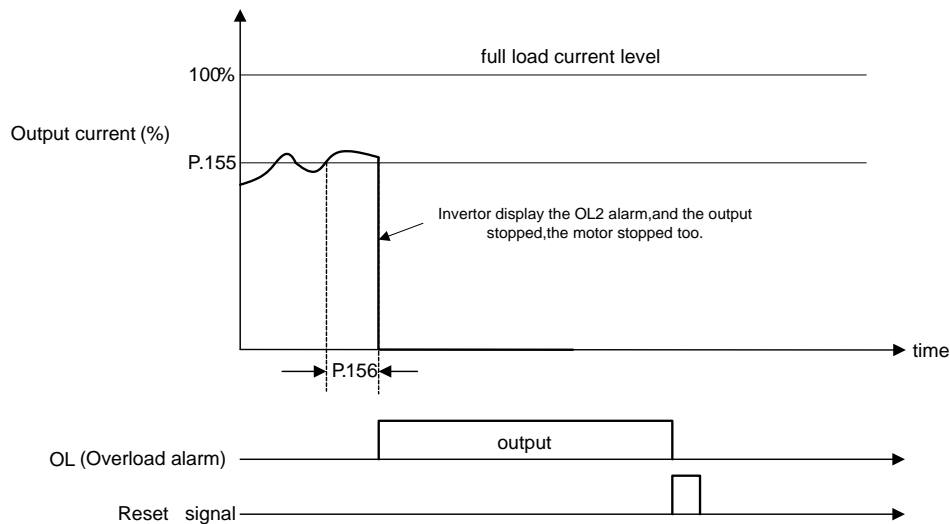 full load current level
100%
Output current (%)
P.155
Invertor display the OL2 alarm,and the output
stopped,the motor stopped too.
time
P.156
output
OL (Overload alarm)
Reset signal